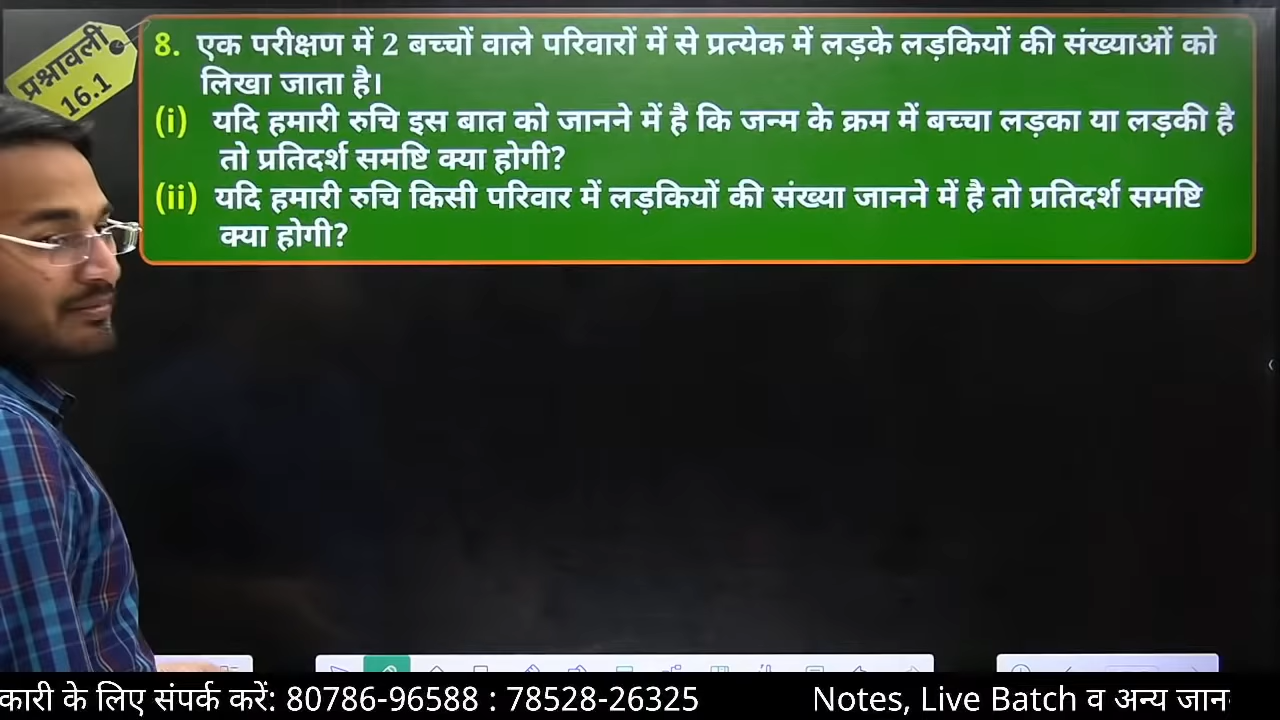 प्रश्नावली
16.1
8. एक परीक्षण में 2 बच्चों वाले परिवारों में से प्रत्येक में लड़के लड़कियों की संख्याओं को
लिखा जाता है।
(i) यदि हमारी रुचि इस बात को जानने में है कि जन्म के क्रम में बच्चा लड़का या लड़की है
तो प्रतिदर्श समष्टि क्या होगी?
(ii) यदि हमारी रुचि किसी परिवार में लड़कियों की संख्या जानने में है तो प्रतिदर्श समष्टि
क्या होगी?
कारी के लिए संपर्क करें: 80786-96588 : 78528-26325 Notes, Live Batch व अन्य जान